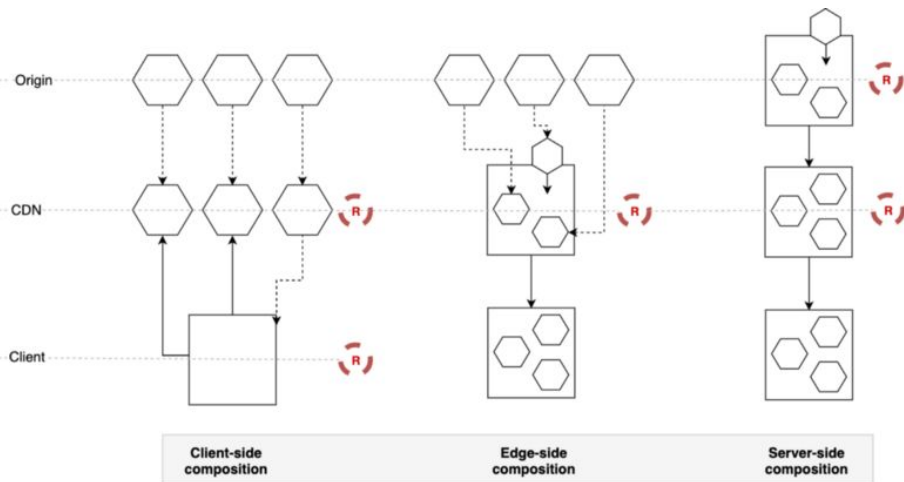 Origin
R
CDN
R
R
R
Client
R
Client-side
composition
Edge-side
composition
Server-side
composition